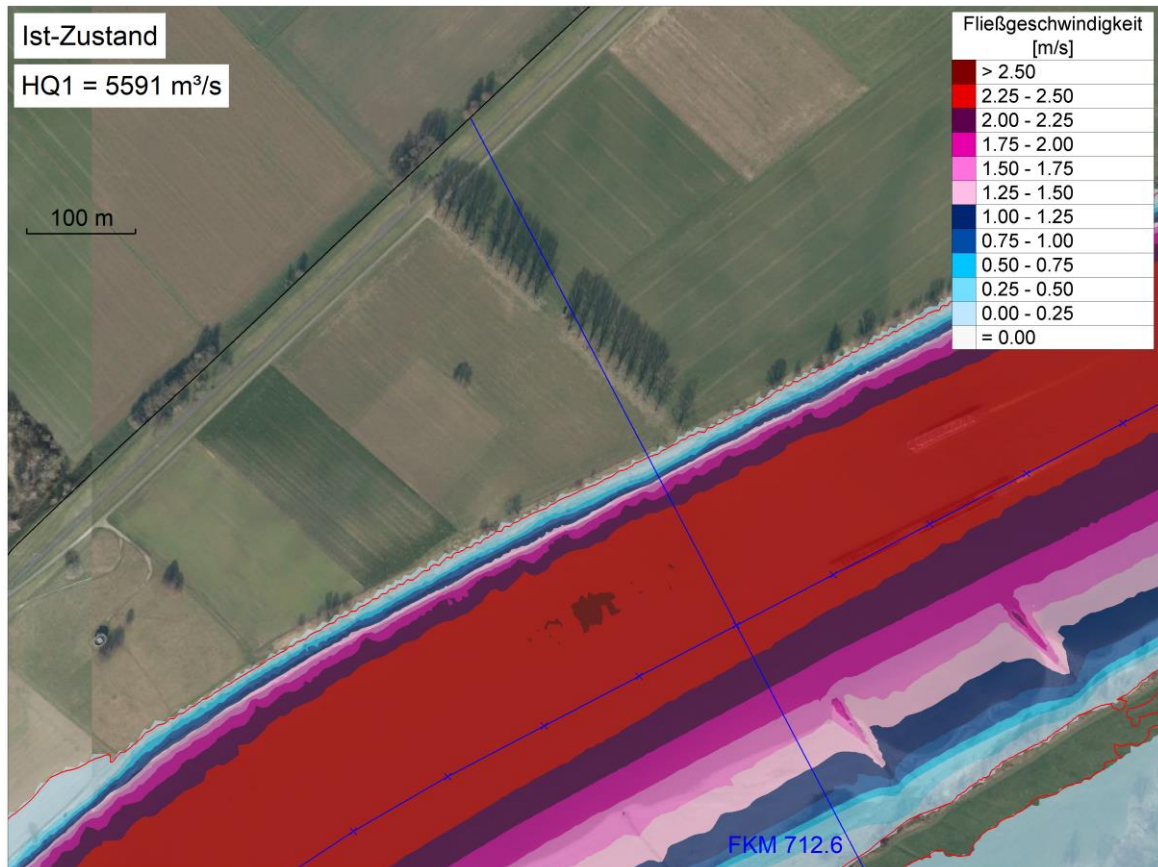 Ist-Zustand
HQ1 = 5591 m³/s
100 m
Fließgeschwindigkeit
[m/s]
> 2.50
2.25 - 2.50
2.00 - 2.25
1.75 - 2.00
1.50 - 1.75
1.25 - 1.50
1.00 - 1.25
0.75 - 1.00
0.50 - 0.75
0.25 - 0.50
0.00 - 0.25
= 0.00
FKM 712.6